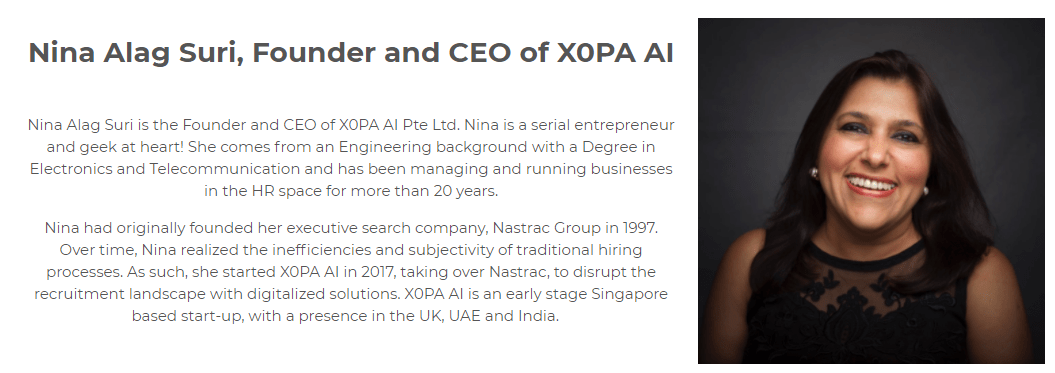 Nina Alag Suri, Founder and CEO of X0PA AI
Nina Alag Suri is the Founder and CEO of X0PA AI Pte Ltd. Nina is a serial entrepreneur
and geek at heart! She comes from an Engineering background with a Degree in
Electronics and Telecommunication and has been managing and running businesses
in the HR space for more than 20 years.
Nina had originally founded her executive search company, Nastrac Group in 1997.
Over time, Nina realized the inefficiencies and subjectivity of traditional hiring
processes. As such, she started X0PA AI in 2017, taking over Nastrac, to disrupt the
recruitment landscape with digitalized solutions. X0PA AI is an early stage Singapore
based start-up, with a presence in the UK, UAE and India.